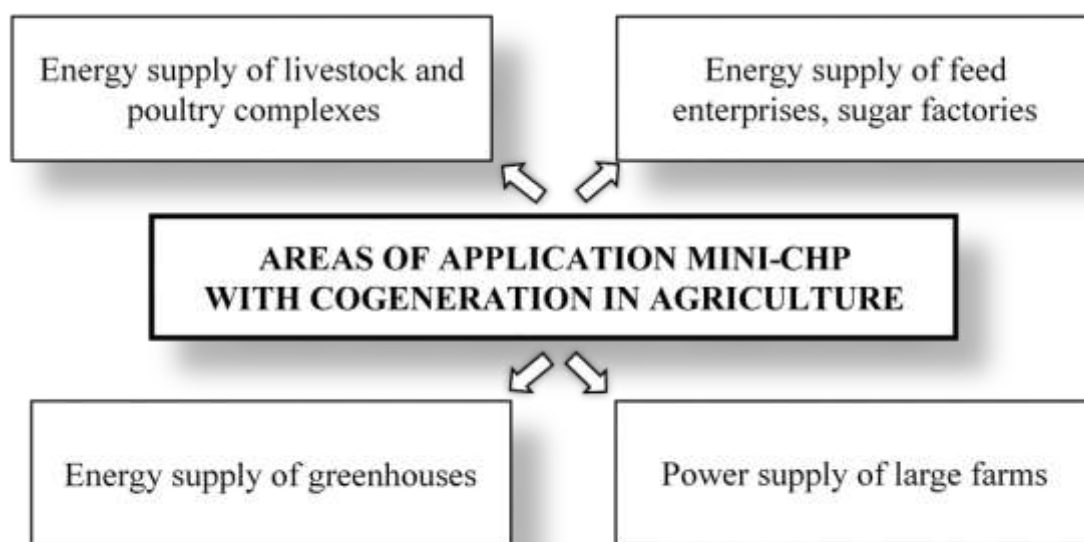 Energy supply of livestock and
poultry complexes
Energy supply of feed
enterprises, sugar factories
AREAS OF APPLICATION MINI-CHP
WITH COGENERATION IN AGRICULTURE
Energy supply of greenhouses
Power supply of large farms